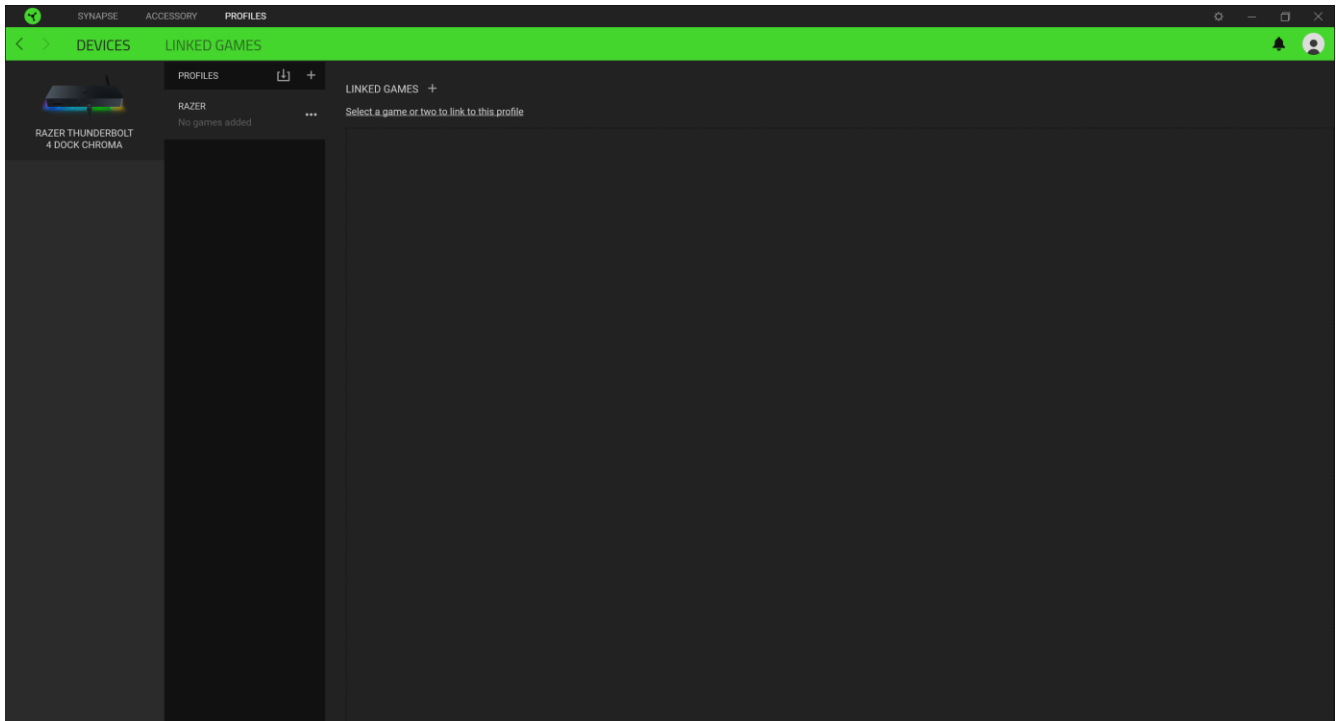 SYNAPSE ACCESSORY PROFILES
DEVICES LINKED GAMES
RAZER THUNDERBOLT
4 DOCK CHROMA
PROFILES
RAZER
No games added
LINKED GAMES
Select a game or two to link to this profile